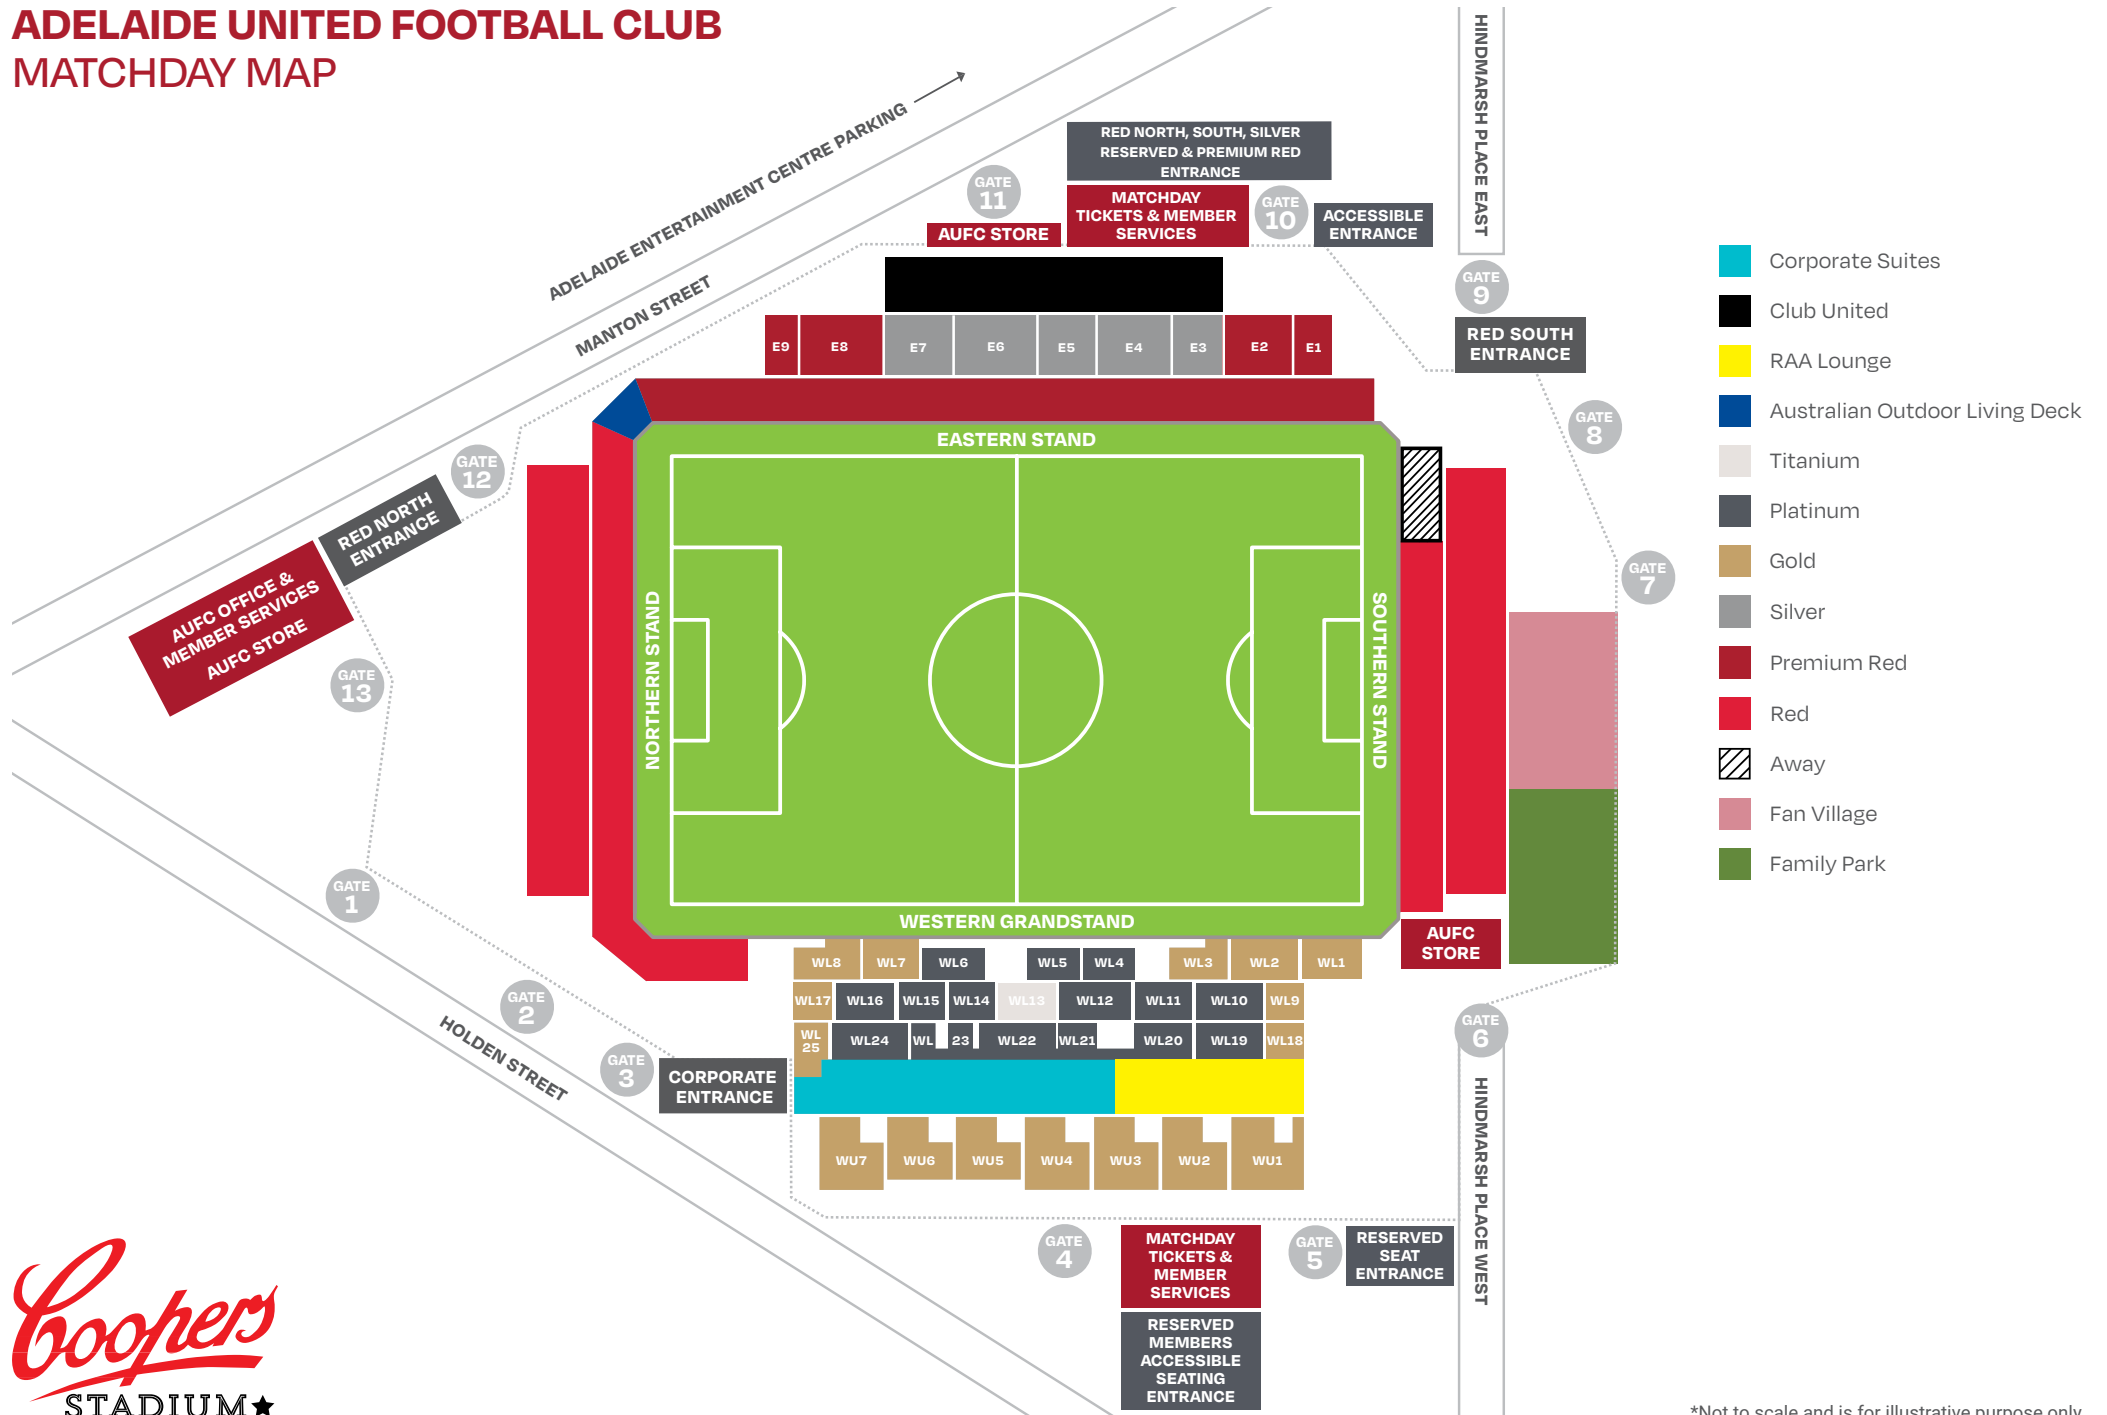 ADELAIDE UNITED FOOTBALL CLUB
MATCHDAY MAP
ADELAIDE ENTERTAINMENT CENTRE PARKING
MANTON STREET
HINDMARSH PLACE EAST
RED NORTH, SOUTH, SILVER
RESERVED & PREMIUM RED
ENTRANCE
GATE
11
AUFC STORE
MATCHDAY
TICKETS & MEMBER
SERVICES
GATE
10
ACCESSIBLE
ENTRANCE
GATE
9
RED SOUTH
ENTRANCE
GATE
8
GATE
7
E9
E8
E7
E6
E5
E4
E3
E2
E1
GATE
12
RED NORTH
ENTRANCE
AUFC OFFICE &
MEMBER SERVICES
AUFC STORE
GATE
13
EASTERN STAND
NORTHERN STAND
SOUTHERN STAND
WESTERN GRANDSTAND
Corporate Suites
Club United
RAA Lounge
Australian Outdoor Living Deck
Titanium
Platinum
Gold
Silver
Premium Red
Red
Away
Fan Village
Family Park
GATE
1
GATE
2
GATE
3
HOLDEN STREET
CORPORATE
ENTRANCE
AUFC
STORE
WL8
WL7
WL6
WL5
WL4
WL3
WL2
WL1
WL17
WL16
WL15
WL14
WL13
WL12
WL11
WL10
WL9
WL
25
WL24
WL
23
WL22
WL21
WL20
WL19
WL18
WU7
WU6
WU5
WU4
WU3
WU2
WU1
GATE
6
HINDMARSH PLACE WEST
GATE
4
MATCHDAY
TICKETS &
MEMBER
SERVICES
RESERVED
MEMBERS
ACCESSIBLE
SEATING
ENTRANCE
GATE
5
RESERVED
SEAT
ENTRANCE
Coopers
STADIUM
*Not to scale and is for illustrative purpose only